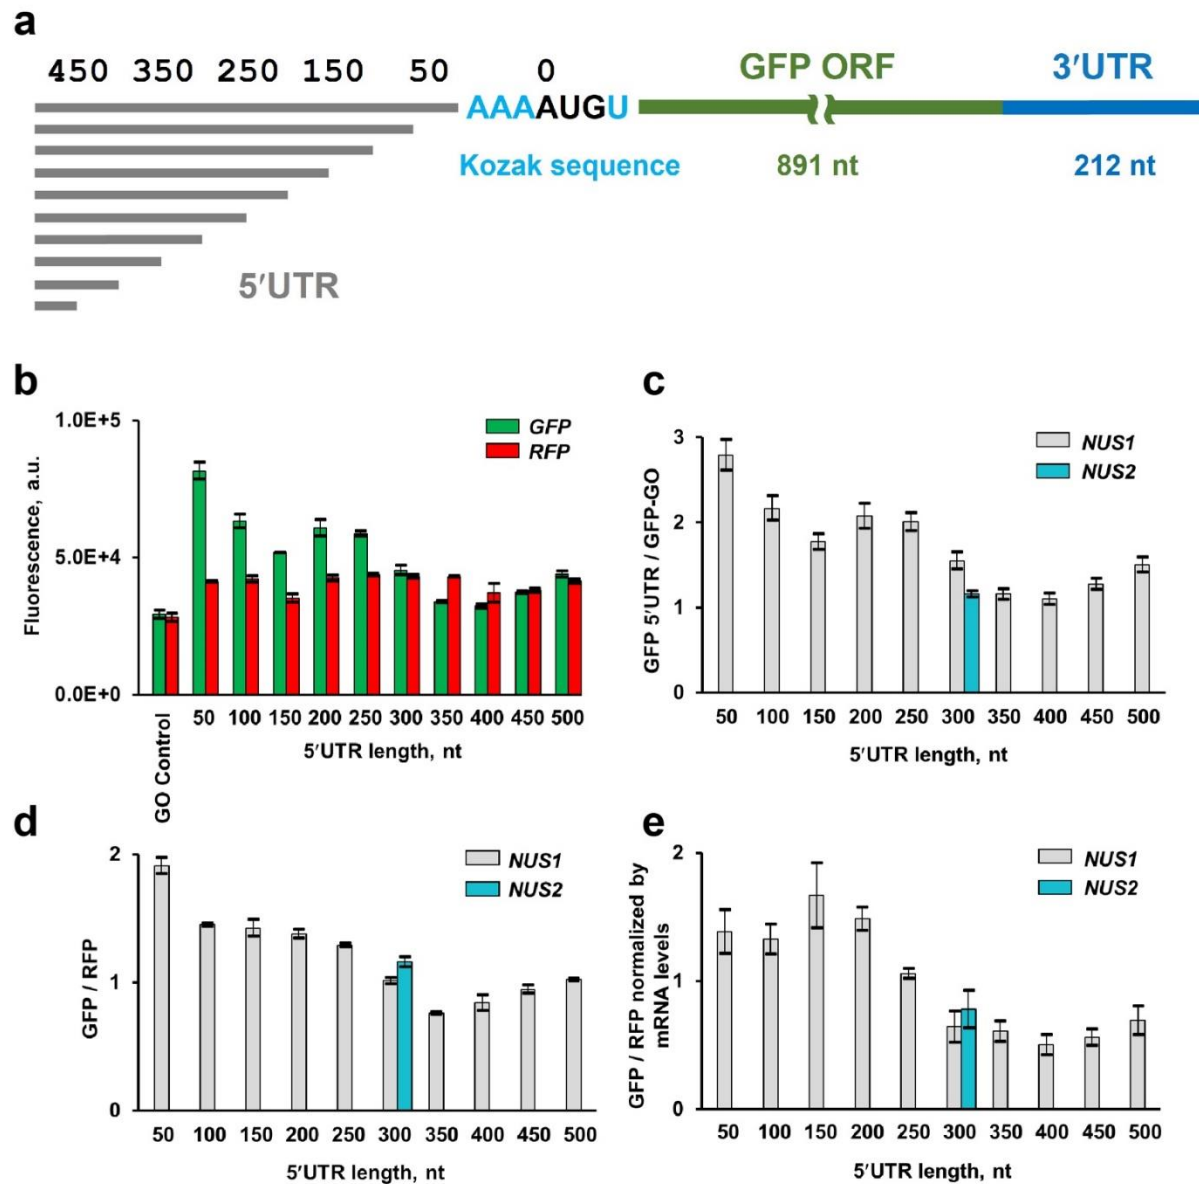 a
450 350 250 150 50 0
GFP ORF
3′UTR
AAAAUGU
Kozak sequence
891 nt
212 nt
5′UTR
b
1.0E+5
5.0E+4
0.0E+0
Fluorescence, a.u.
GFP
RFP
GO Control
50 100 150 200 250 300 350 400 450 500
5′UTR length, nt
c
3
2
1
0
GFP 5′UTR / GFP-GO
NUS1
NUS2
50 100 150 200 250 300 350 400 450 500
5′UTR length, nt
d
2
1
0
GFP / RFP
NUS1
NUS2
50 100 150 200 250 300 350 400 450 500
5′UTR length, nt
e
2
1
0
GFP / RFP normalized by
mRNA levels
NUS1
NUS2
50 100 150 200 250 300 350 400 450 500
5′UTR length, nt